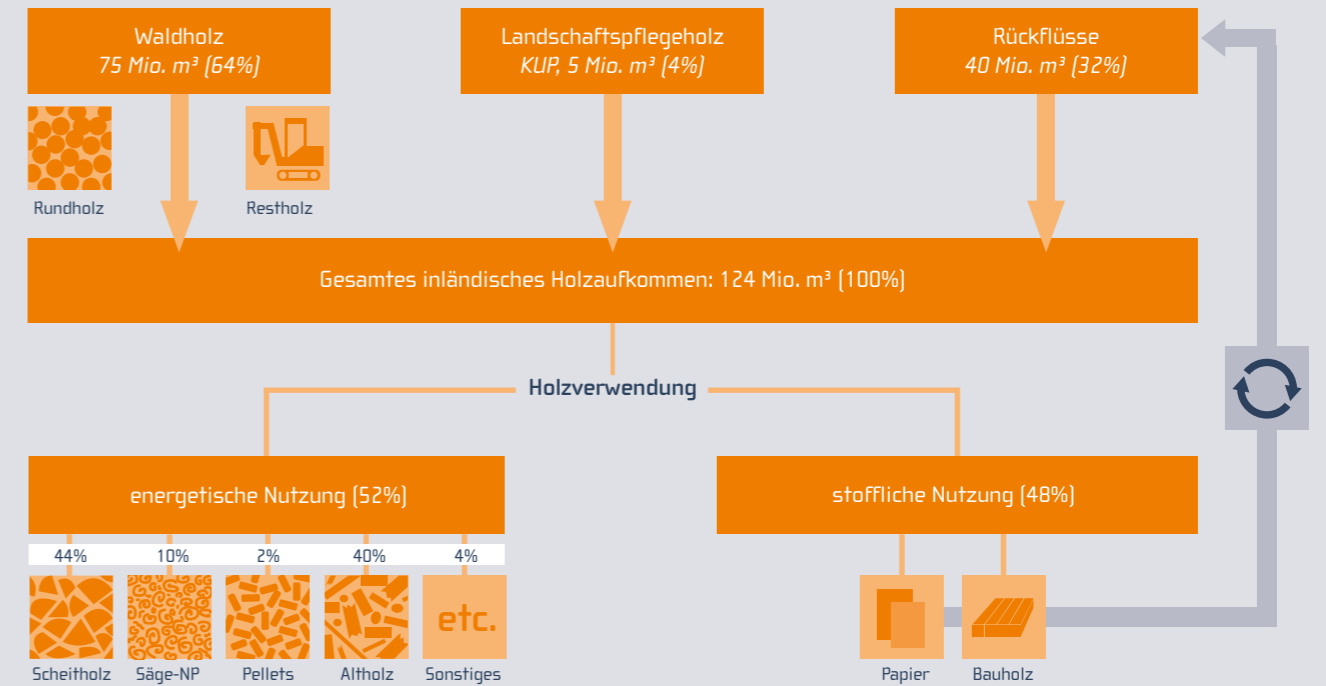 Waldholz
75 Mio. m³ (64%)
Landschaftspflegeholz
KUP, 5 Mio. m³ (4%)
Rückflüsse
40 Mio. m³ (32%)
Rundholz
Restholz
Gesamtes inländisches Holzaufkommen: 124 Mio. m³ (100%)
Holzverwendung
energetische Nutzung (52%)
stoffliche Nutzung (48%)
44% 10% 2% 40% 4%
etc.
Scheitholz Säge-NP Pellets Altholz Sonstiges
Papier Bauholz